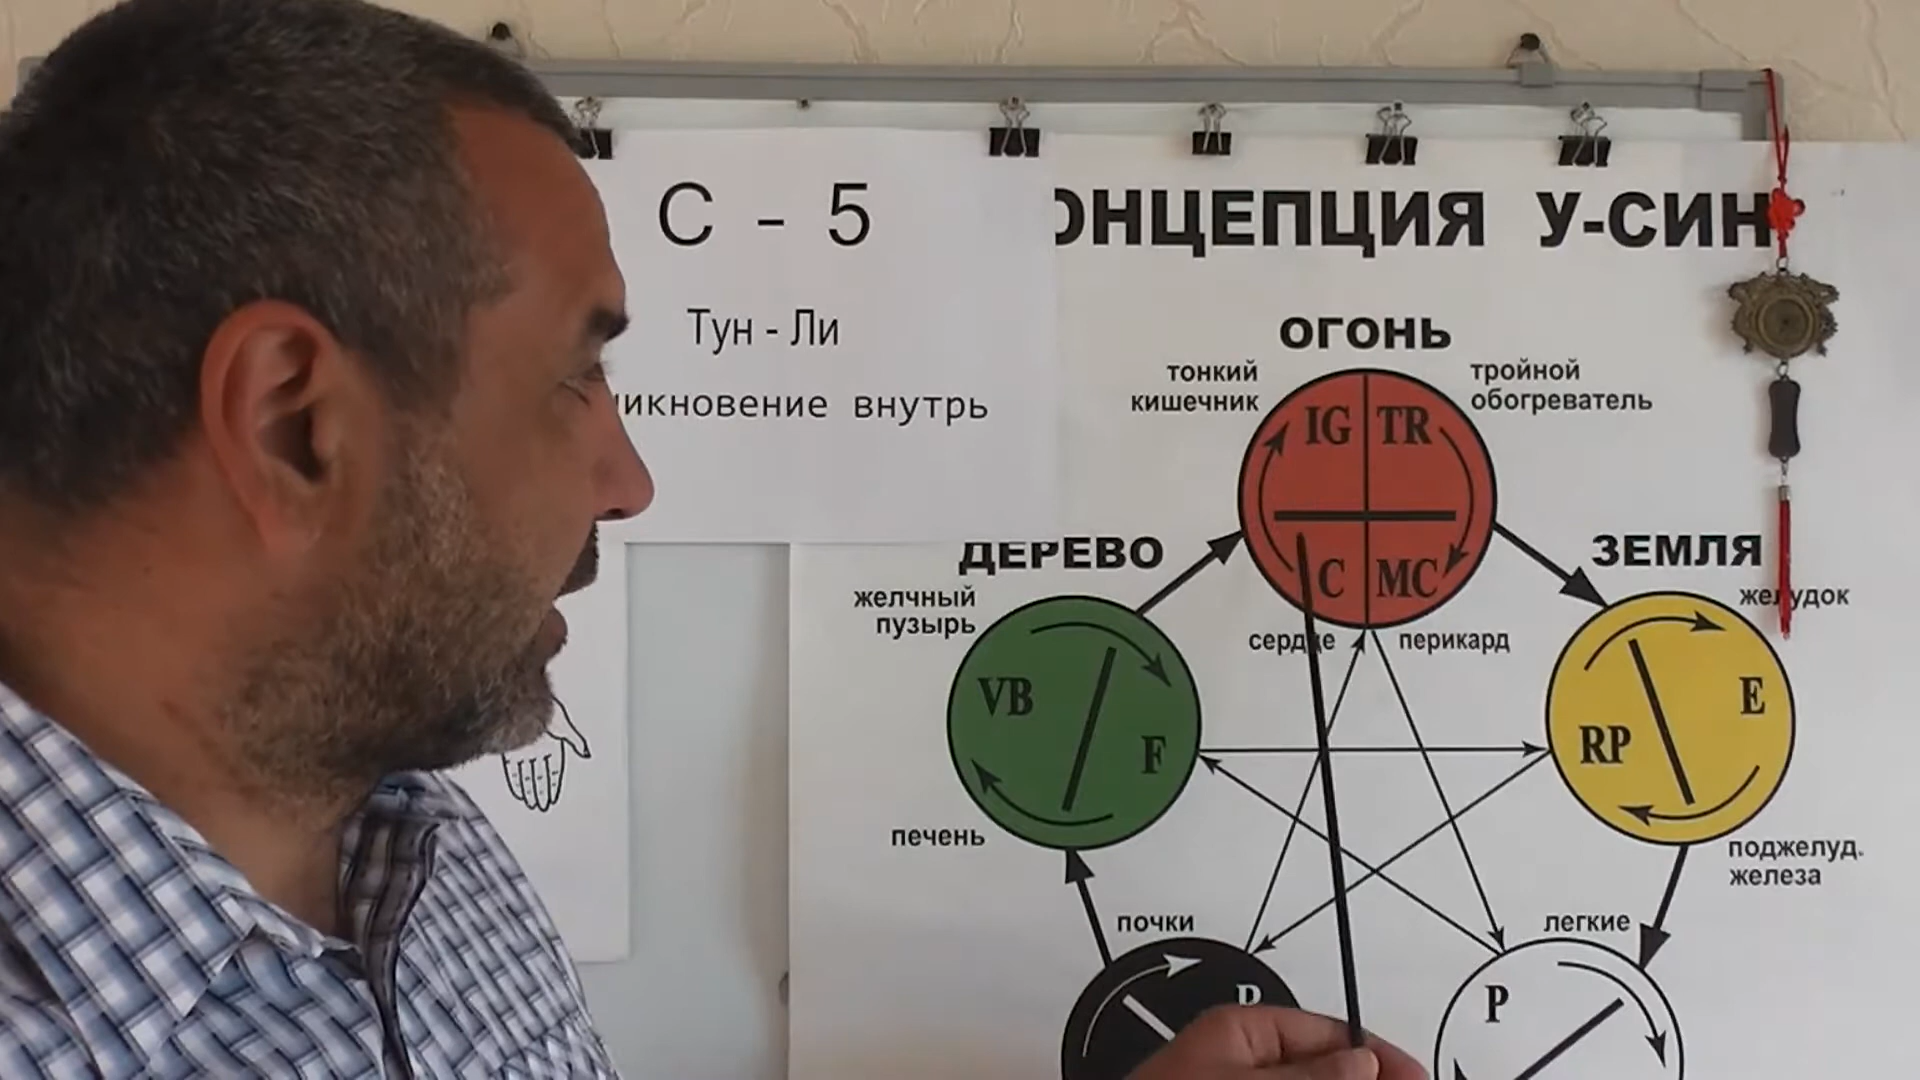 С - 5
Тун - Ли
икновение внутрь
ОНЦЕПЦИЯ У-СИН
ОГОНЬ
тонкий
кишечник
тройной
обогреватель
IG TR
C MC
сердце
перикард
ДЕРЕВО
желчный
пузырь
VB
F
печень
ЗЕМЛЯ
желудок
E
RP
поджелуд.
железа
почки
R
легкие
P